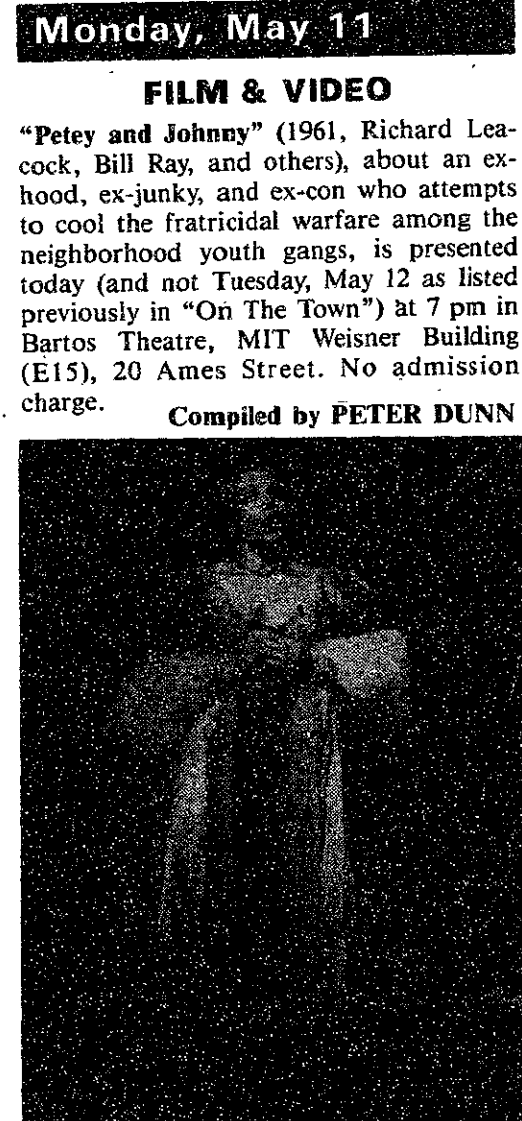 Monday, May 11
FILM & VIDEO
“Petey and Johnny” (1961, Richard Lea-
cock, Bill Ray, and others), about an ex-
hood, ex-junky, and ex-con who attempts
to cool the fratricidal warfare among the
neighborhood youth gangs, is presented
today (and not Tuesday, May 12 as listed
previously in “On The Town”) at 7 pm in
Bartos Theatre, MIT Weisner Building
(E15), 20 Ames Street. No admission
charge.
Compiled by PETER DUNN